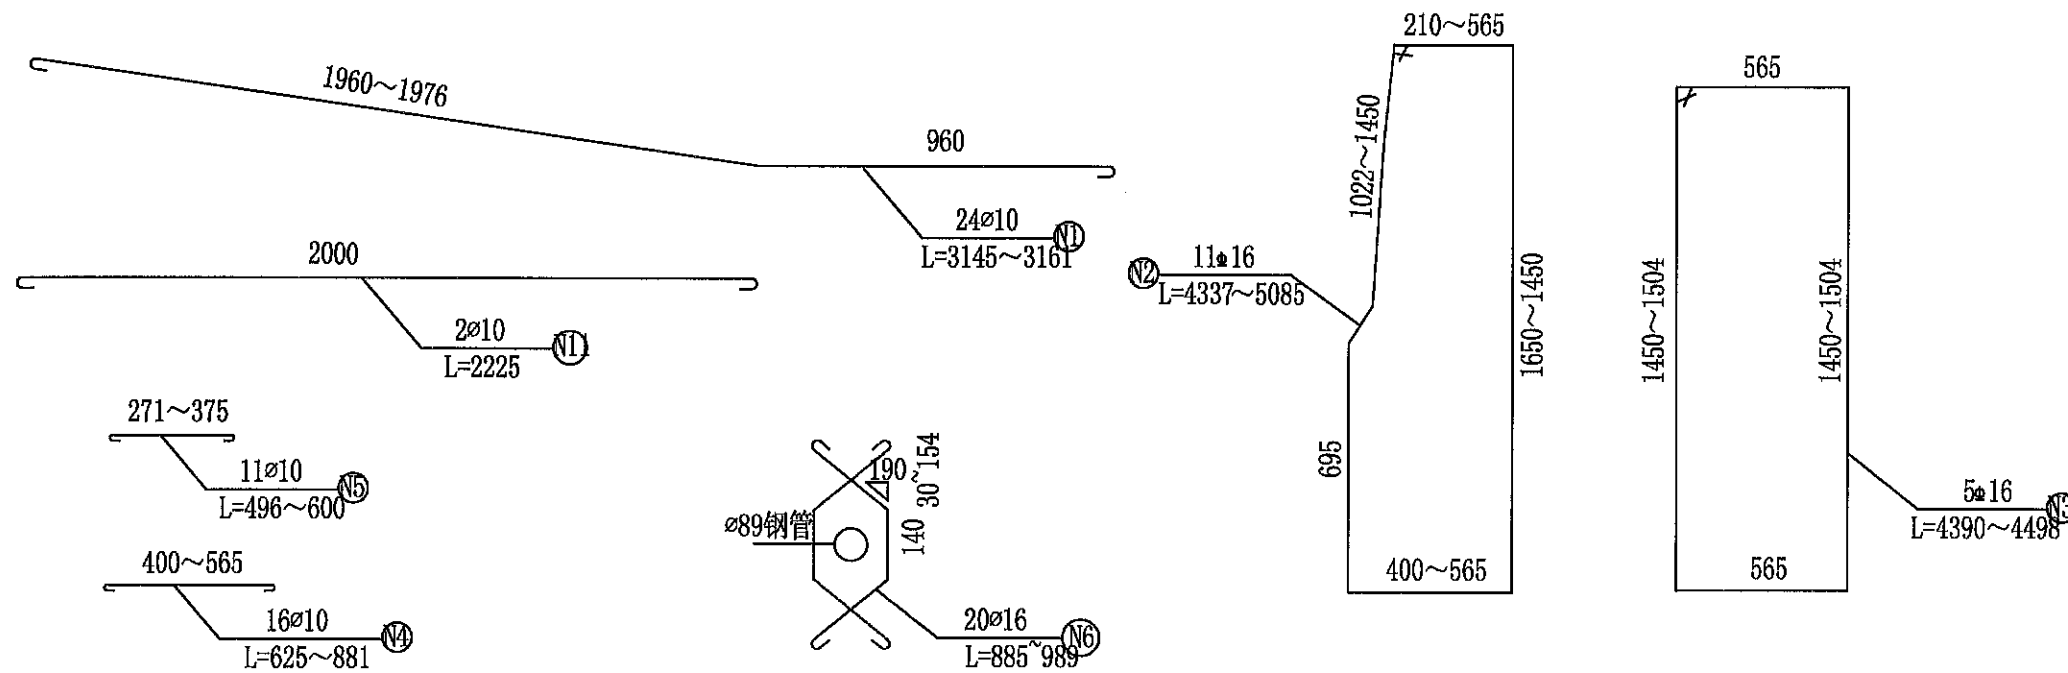 1960～1976
960
24ø10
N1
L=3145～3161
2000
2ø10
N11
L=2225
271～375
11ø10
N5
L=496～600
400～565
16ø10
N4
L=625～881
190
30～154
140
ø89钢管
20ø16
N6
L=885～989
210～565
1022～1450
N2
11⌽16
L=4337～5085
1650～1450
695
400～565
565
1450～1504
1450～1504
5⌽16
N3
L=4390～4498
565